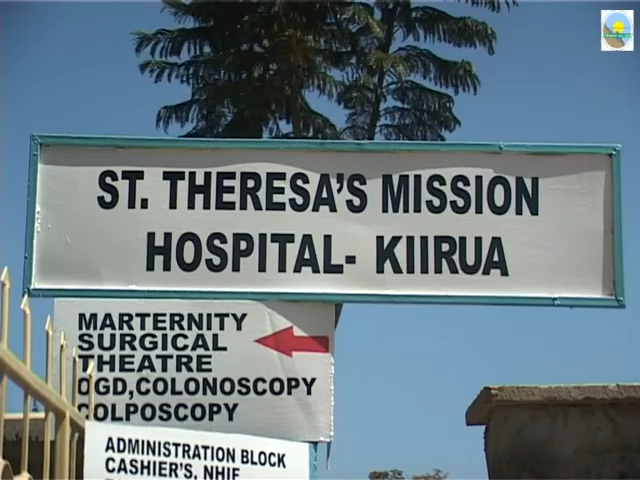 ST. THERESA'S MISSION
HOSPITAL- KIIRUA
MARTERNITY
SURGICAL
THEATRE
OGD,COLONOSCOPY
COLPOSCOPY
ADMINISTRATION BLOCK
CASHIER'S, NHIF